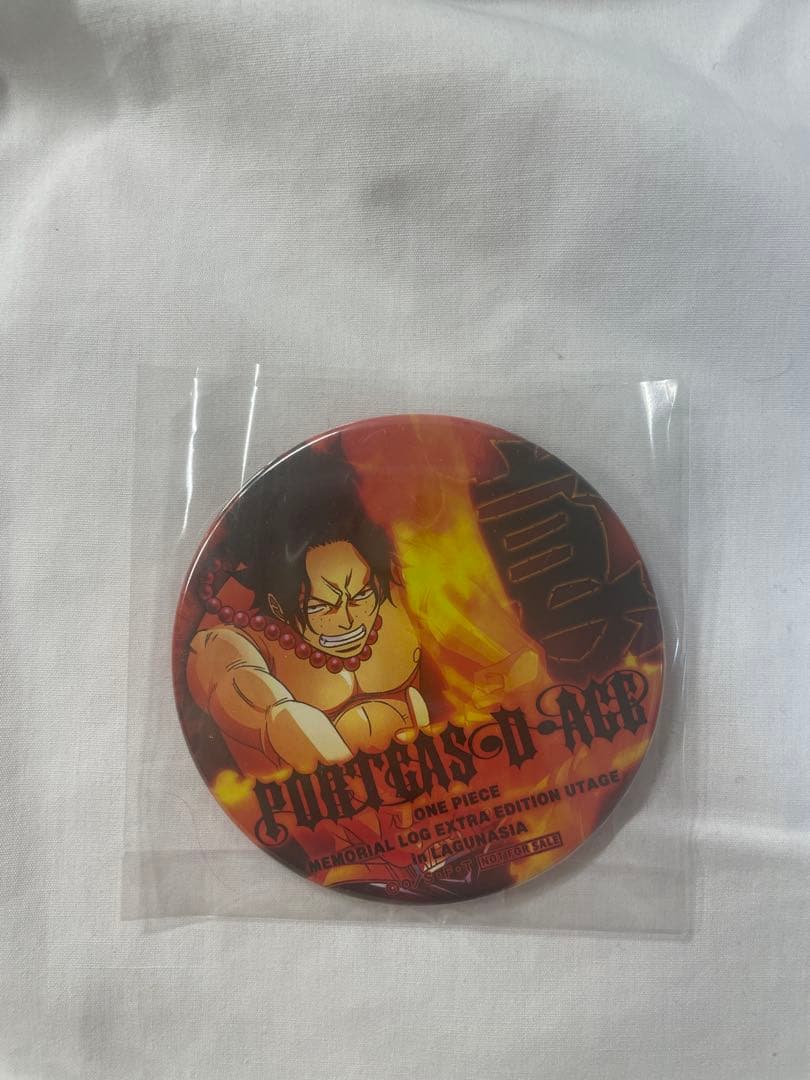 PORTGAS·D·ACE
ONE PIECE
MEMORIAL LOG EXTRA EDITION UTAGE
in LAGUNASIA
NOT FOR SALE